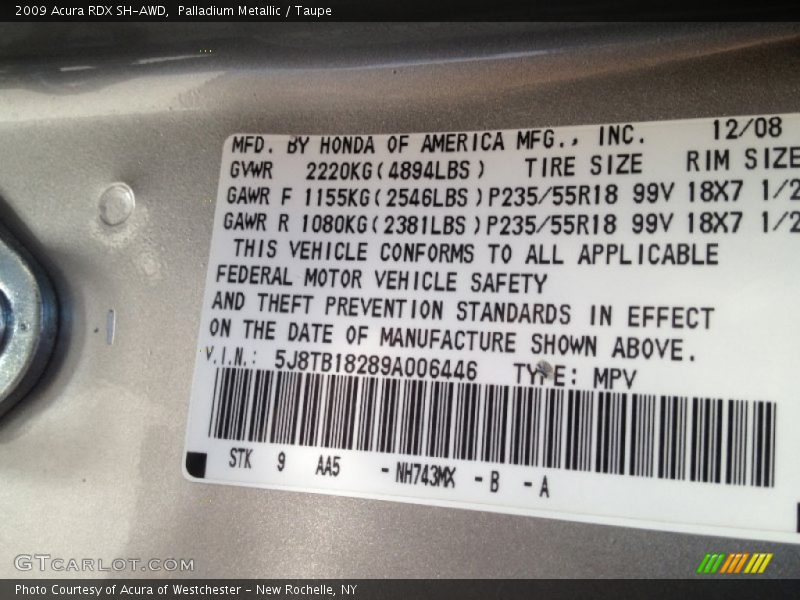 2009 Acura RDX SH-AWD, Palladium Metallic / Taupe
MFD. BY HONDA OF AMERICA MFG., INC. 12/08
GVWR 2220KG(4894LBS) TIRE SIZE RIM SIZE
GAWR F 1155KG(2546LBS)P235/55R18 99V 18X7 1/2
GAWR R 1080KG(2381LBS)P235/55R18 99V 18X7 1/2
THIS VEHICLE CONFORMS TO ALL APPLICABLE
FEDERAL MOTOR VEHICLE SAFETY
AND THEFT PREVENTION STANDARDS IN EFFECT
ON THE DATE OF MANUFACTURE SHOWN ABOVE.
V.I.N.: 5J8TB18289A006446 TYPE: MPV
STK 9 AA5 -NH743MX -B -A
GTCARLOT.COM
Photo Courtesy of Acura of Westchester - New Rochelle, NY